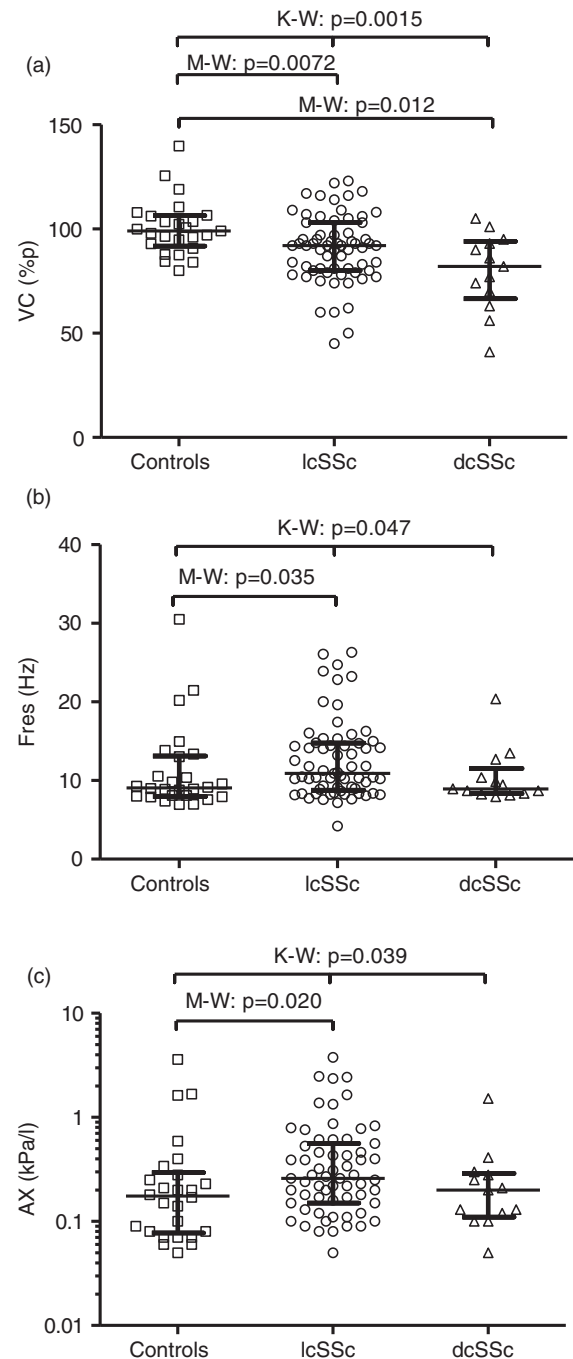 K-W: p=0.0015
(a)
M-W: p=0.0072
M-W: p=0.012
150
100
50
0
VC (%p)
Controls lcSSc dcSSc
(b)
K-W: p=0.047
M-W: p=0.035
40
30
20
10
0
Fres (Hz)
Controls lcSSc dcSSc
(c)
K-W: p=0.039
M-W: p=0.020
10
1
0.1
0.01
AX (kPa/l)
Controls lcSSc dcSSc